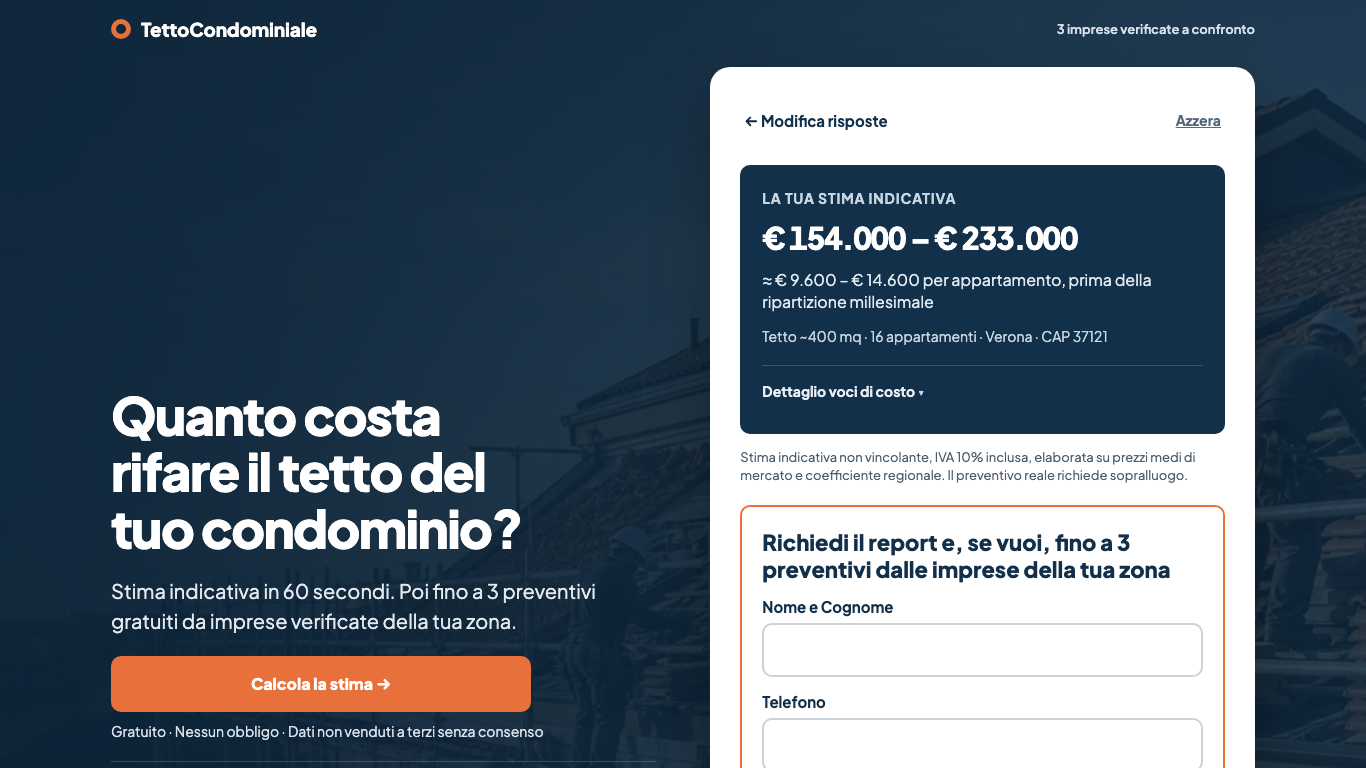 TettoCondominiale
3 imprese verificate a confronto
Quanto costa
rifare il tetto del
tuo condominio?
Stima indicativa in 60 secondi. Poi fino a 3 preventivi
gratuiti da imprese verificate della tua zona.
Calcola la stima →
Gratuito · Nessun obbligo · Dati non venduti a terzi senza consenso
← Modifica risposte
Azzera
LA TUA STIMA INDICATIVA
€ 154.000 – € 233.000
≈ € 9.600 – € 14.600 per appartamento, prima della
ripartizione millesimale
Tetto ~400 mq · 16 appartamenti · Verona · CAP 37121
Dettaglio voci di costo ▾
Stima indicativa non vincolante, IVA 10% inclusa, elaborata su prezzi medi di
mercato e coefficiente regionale. Il preventivo reale richiede sopralluogo.
Richiedi il report e, se vuoi, fino a 3
preventivi dalle imprese della tua zona
Nome e Cognome
Telefono